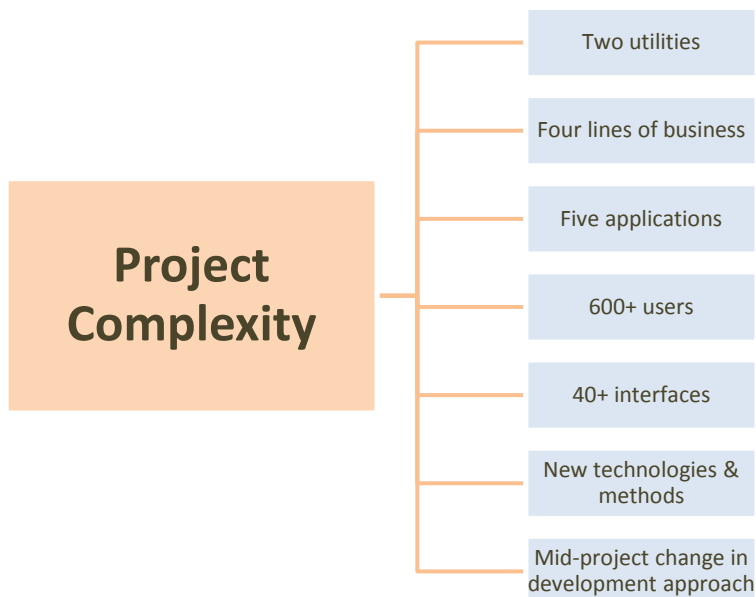 Project
Complexity
Two utilities
Four lines of business
Five applications
600+ users
40+ interfaces
New technologies &
methods
Mid-project change in
development approach